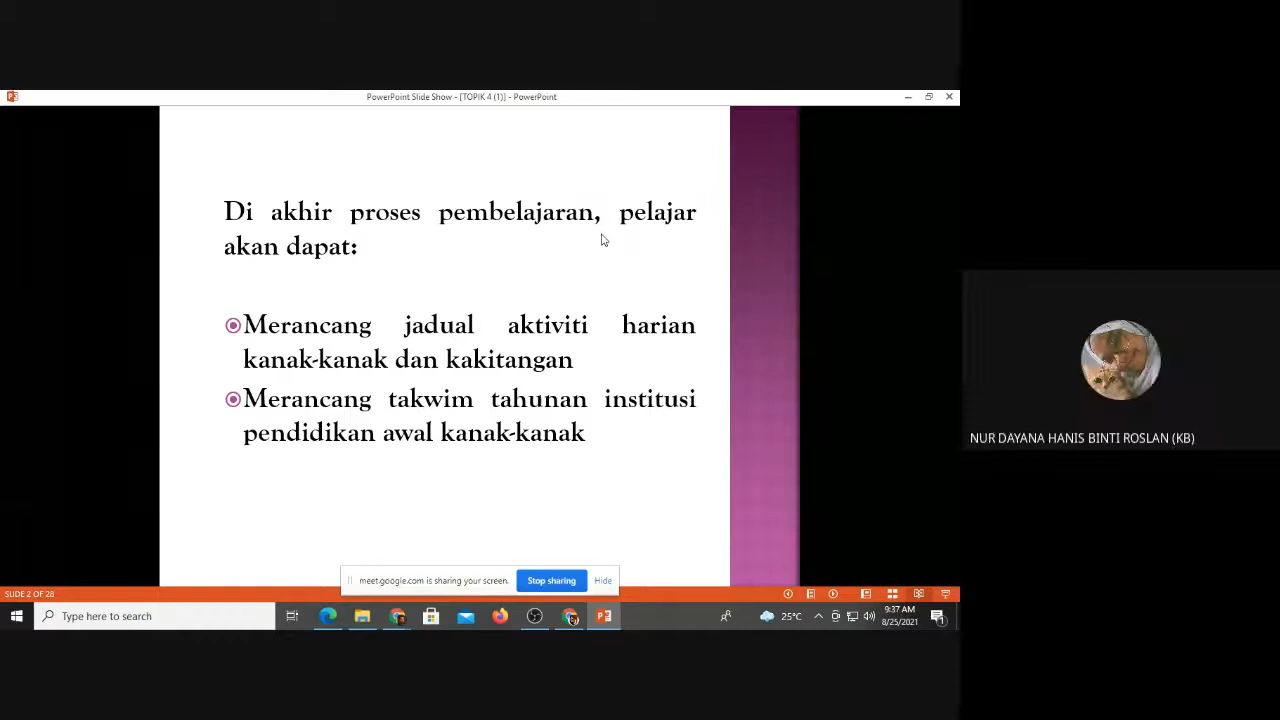 PowerPoint Slide Show - [TOPIK 4 (1)] - PowerPoint
Di akhir proses pembelajaran, pelajar
akan dapat:
Merancang jadual aktiviti harian
kanak-kanak dan kakitangan
Merancang takwim tahunan institusi
pendidikan awal kanak-kanak
NUR DAYANA HANIS BINTI ROSLAN (KB)
meet.google.com is sharing your screen.
Stop sharing
Hide
SLIDE 2 OF 28
Type here to search
25°C
9:37 AM
8/25/2021
1